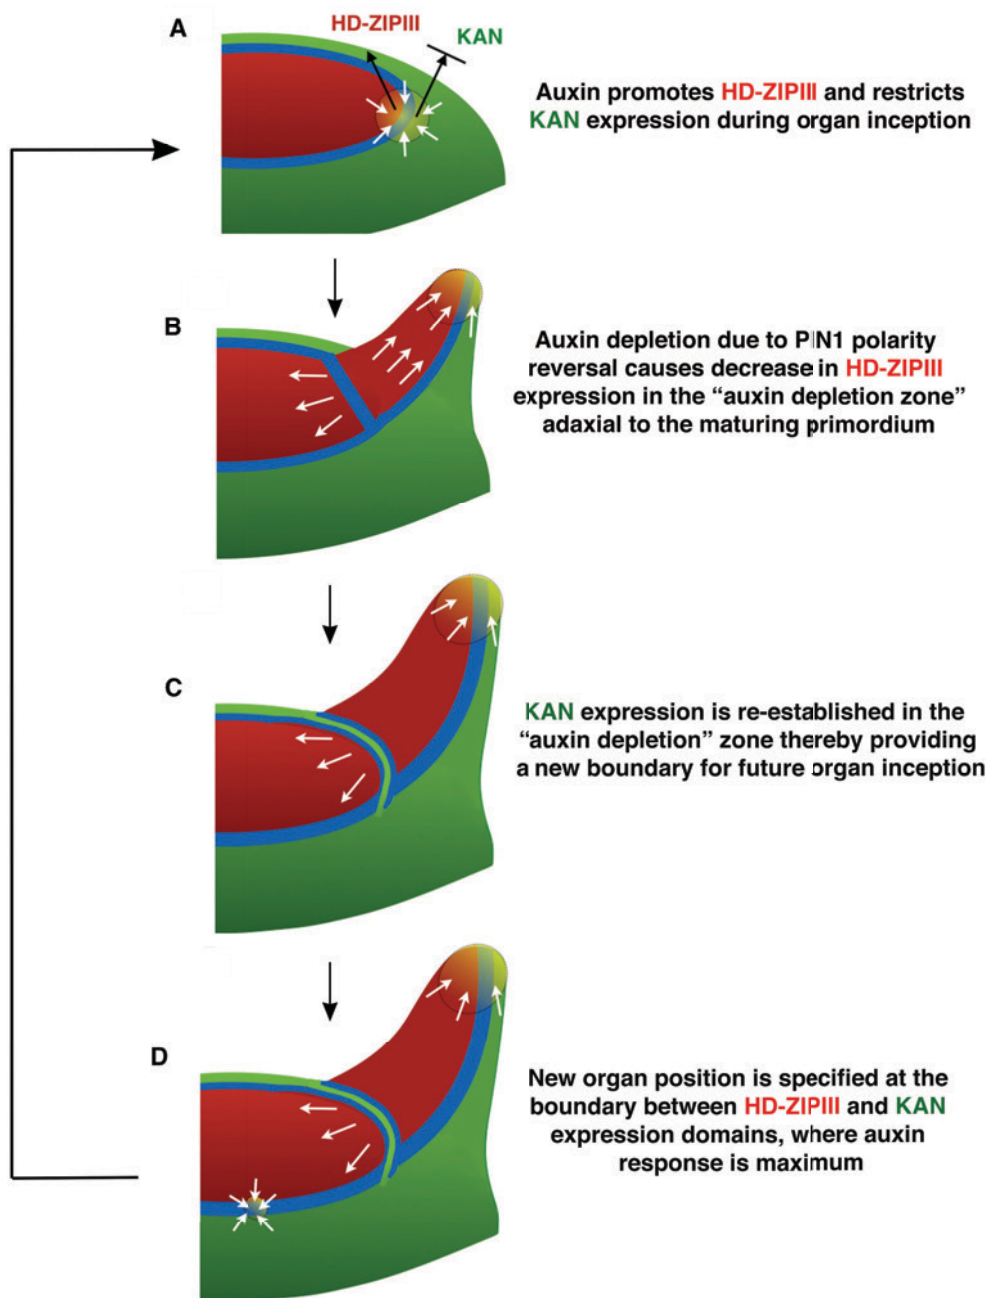 A
HD-ZIPIII
KAN
Auxin promotes HD-ZIPIII and restricts
KAN expression during organ inception
B
Auxin depletion due to PIN1 polarity
reversal causes decrease in HD-ZIPIII
expression in the “auxin depletion zone”
adaxial to the maturing primordium
C
KAN expression is re-established in the
“auxin depletion” zone thereby providing
a new boundary for future organ inception
D
New organ position is specified at the
boundary between HD-ZIPIII and KAN
expression domains, where auxin
response is maximum